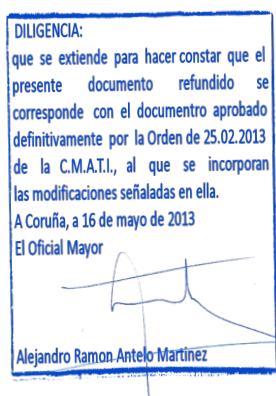 DILIGENCIA:
que se extiende para hacer constar que el
presente documento refundido se
corresponde con el documentro aprobado
definitivamente por la Orden de 25.02.2013
de la C.M.A.T.I., al que se incorporan
las modificaciones señaladas en ella.
A Coruña, a 16 de mayo de 2013
El Oficial Mayor
Alejandro Ramon Antelo Martinez